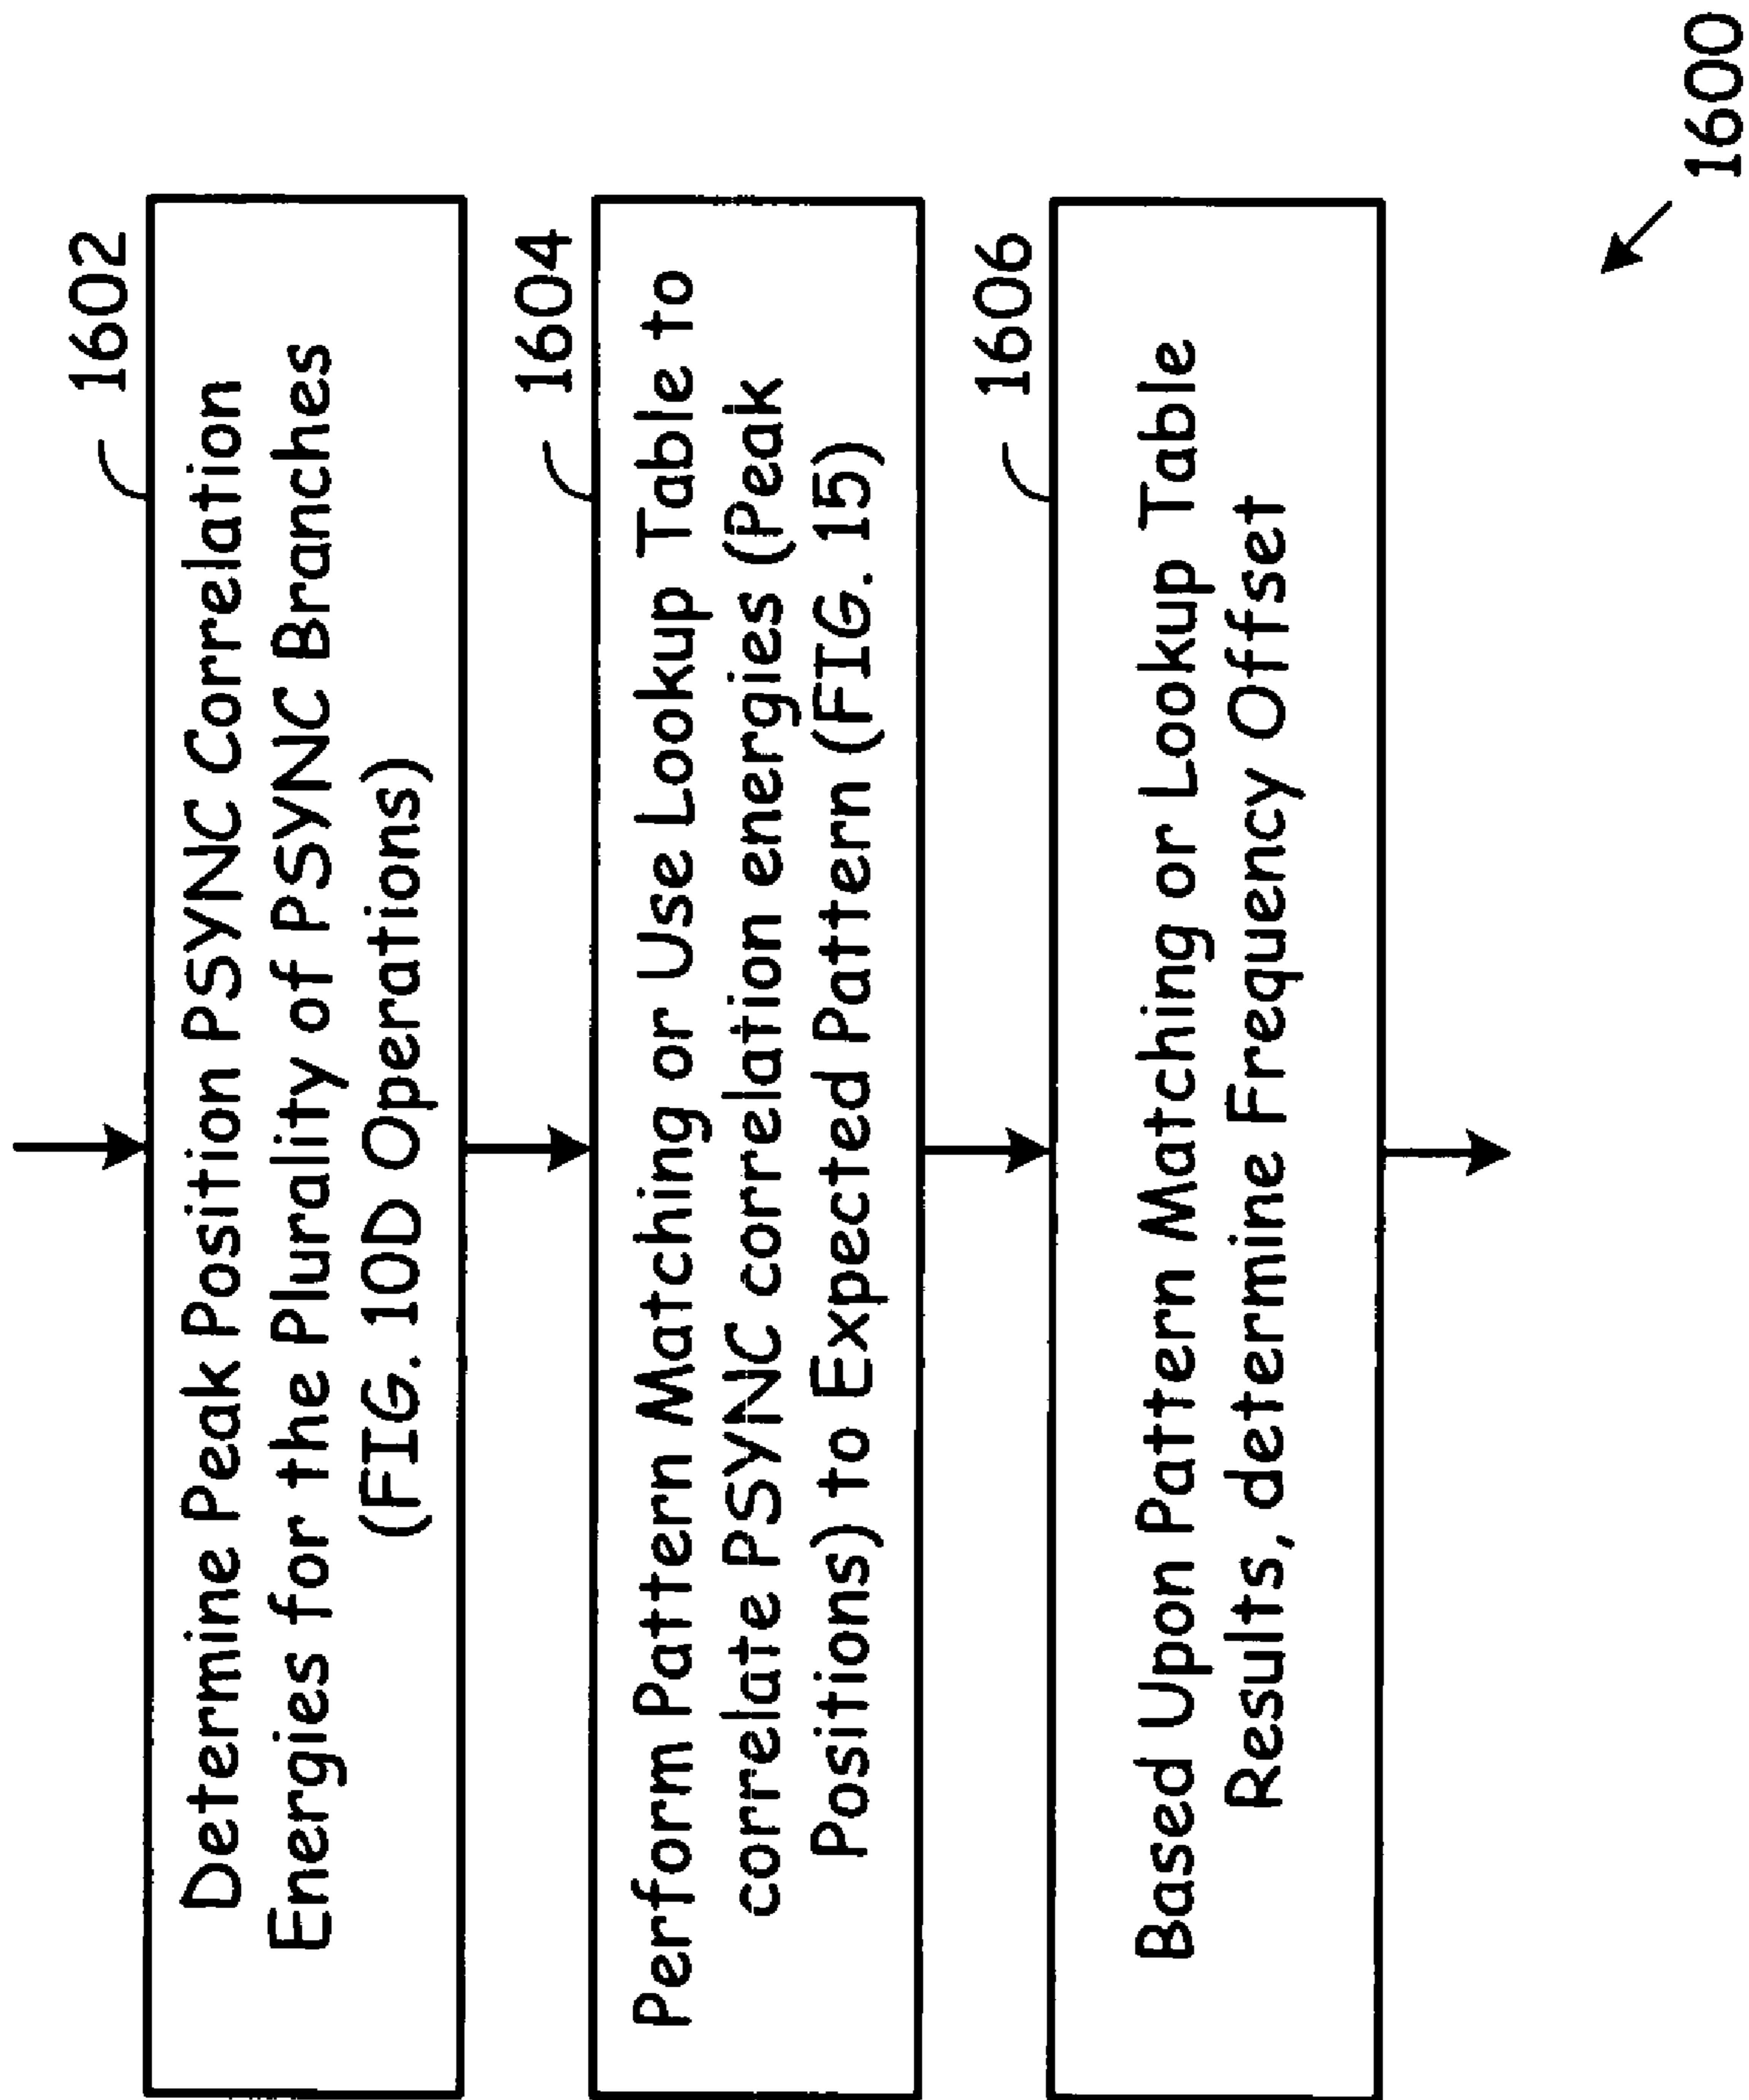 1602
Determine Peak Position PSYNC Correlation
Energies for the Plurality of PSYNC Branches
(FIG. 10D Operations)
1604
Perform Pattern Matching or Use Lookup Table to
correlate PSYNC correlation energies (Peak
Positions) to Expected Pattern (FIG. 15)
1606
Based Upon Pattern Matching or Lookup Table
Results, determine Frequency Offset
1600